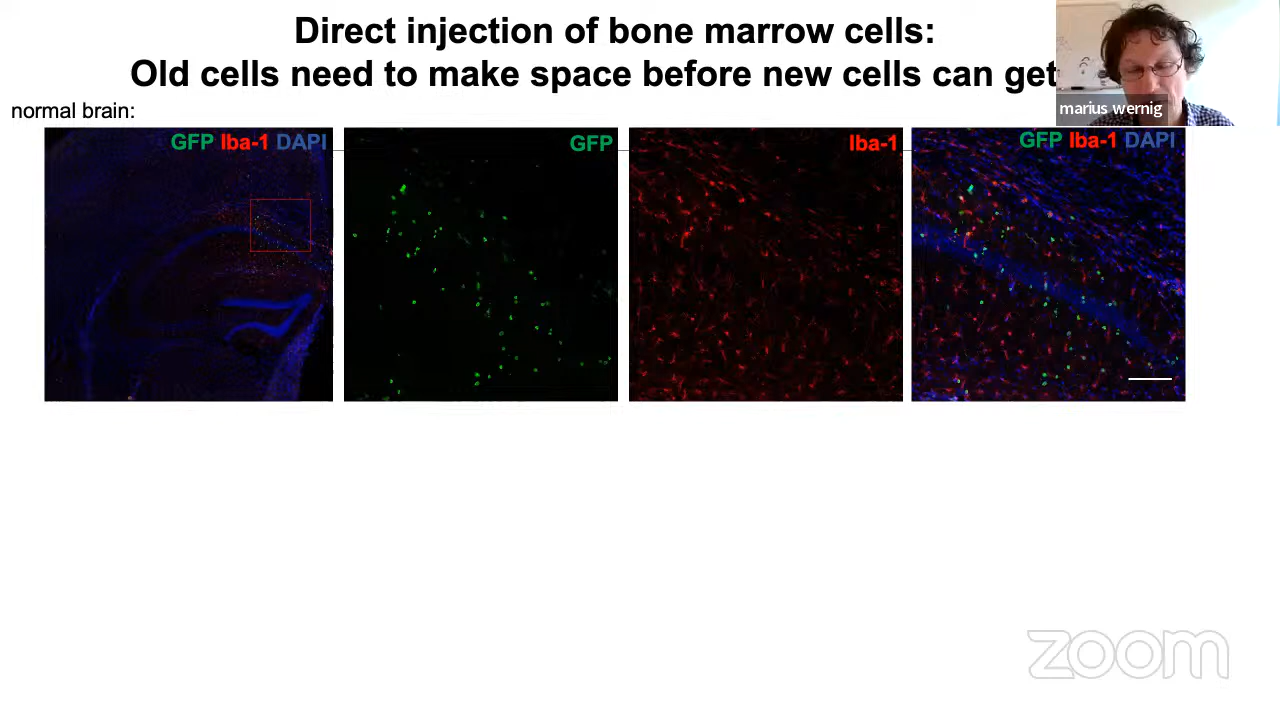 Direct injection of bone marrow cells:
Old cells need to make space before new cells can get
marius wernig
normal brain:
GFP Iba-1 DAPI
GFP
Iba-1
GFP Iba-1 DAPI
zoom